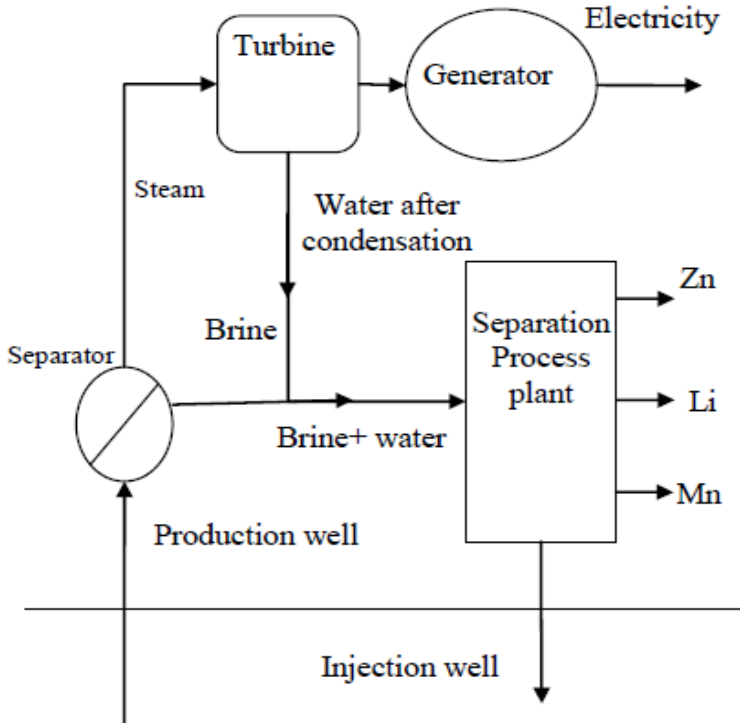 Electricity
Turbine
Generator
Steam
Water after
condensation
Zn
Brine
Separation
Process
plant
Separator
Li
Brine+ water
Mn
Production well
Injection well